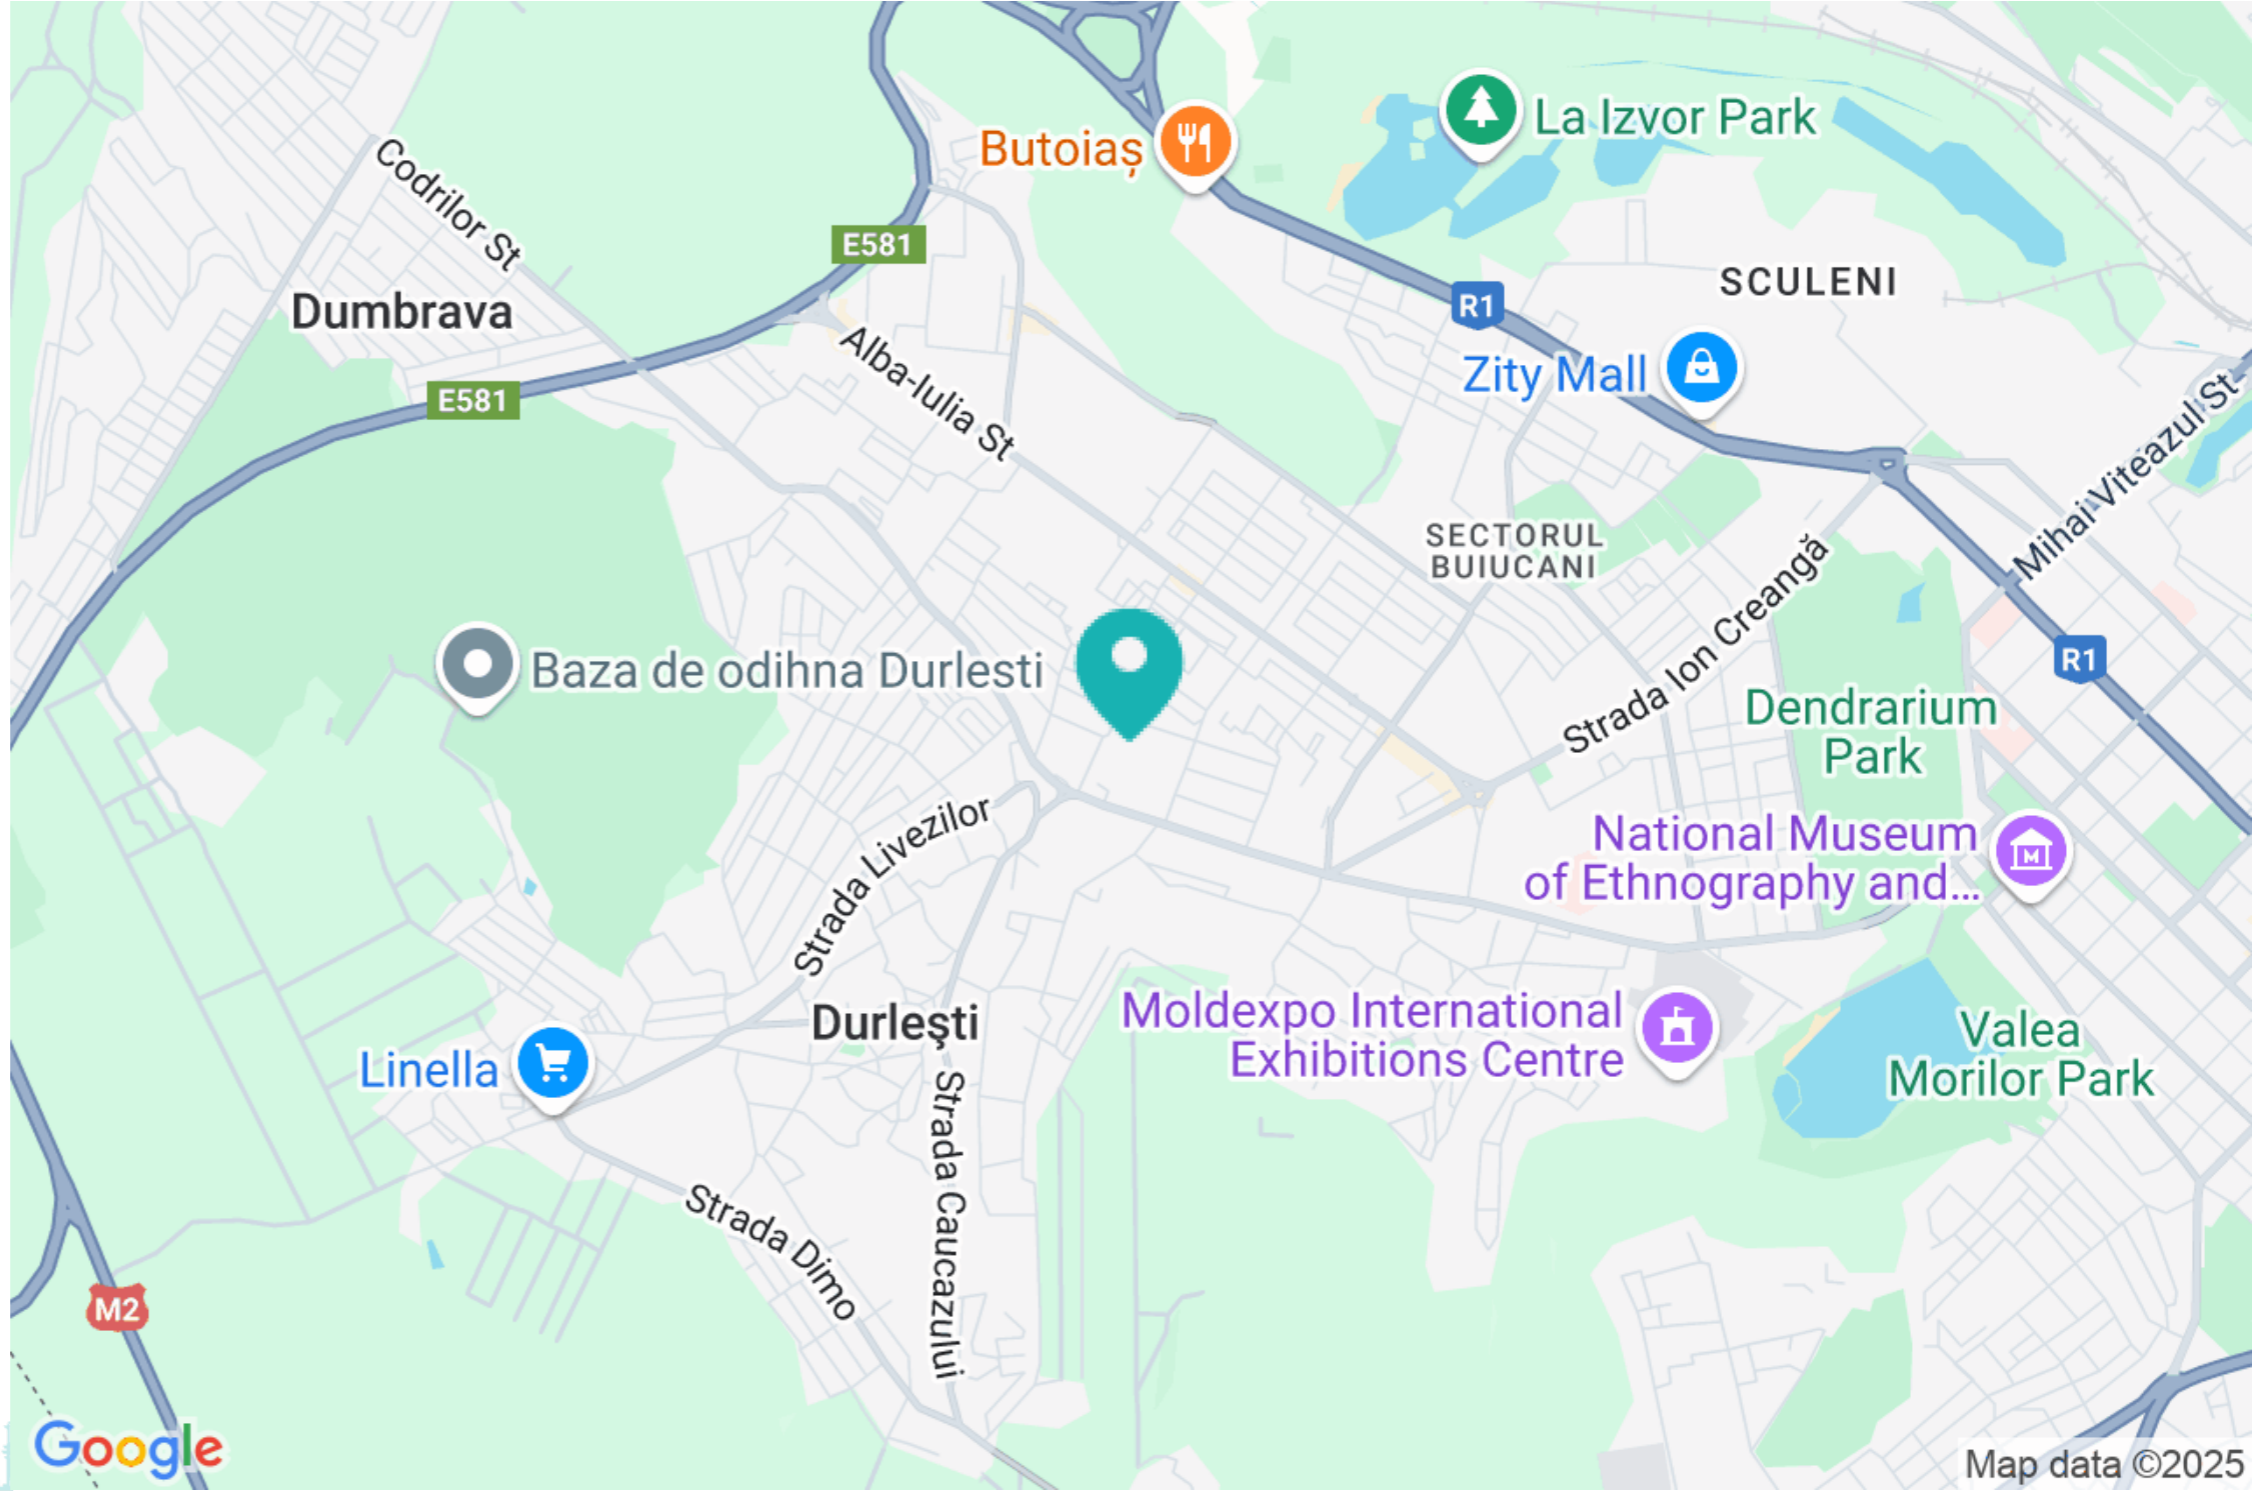 La Izvor Park
Butoiaș
Codrilor St
E581
SCULENI
Dumbrava
R1
Alba-Iulia St
Zity Mall
E581
Mihai Viteazul St
SECTORUL
BUIUCANI
Strada Ion Creangă
Baza de odihna Durlesti
R1
Dendrarium
Park
Strada Livezilor
National Museum
of Ethnography and...
Durlești
Moldexpo International
Exhibitions Centre
Valea
Morilor Park
Linella
Strada Caucazului
Strada Dimo
M2
Google
Map data ©2025